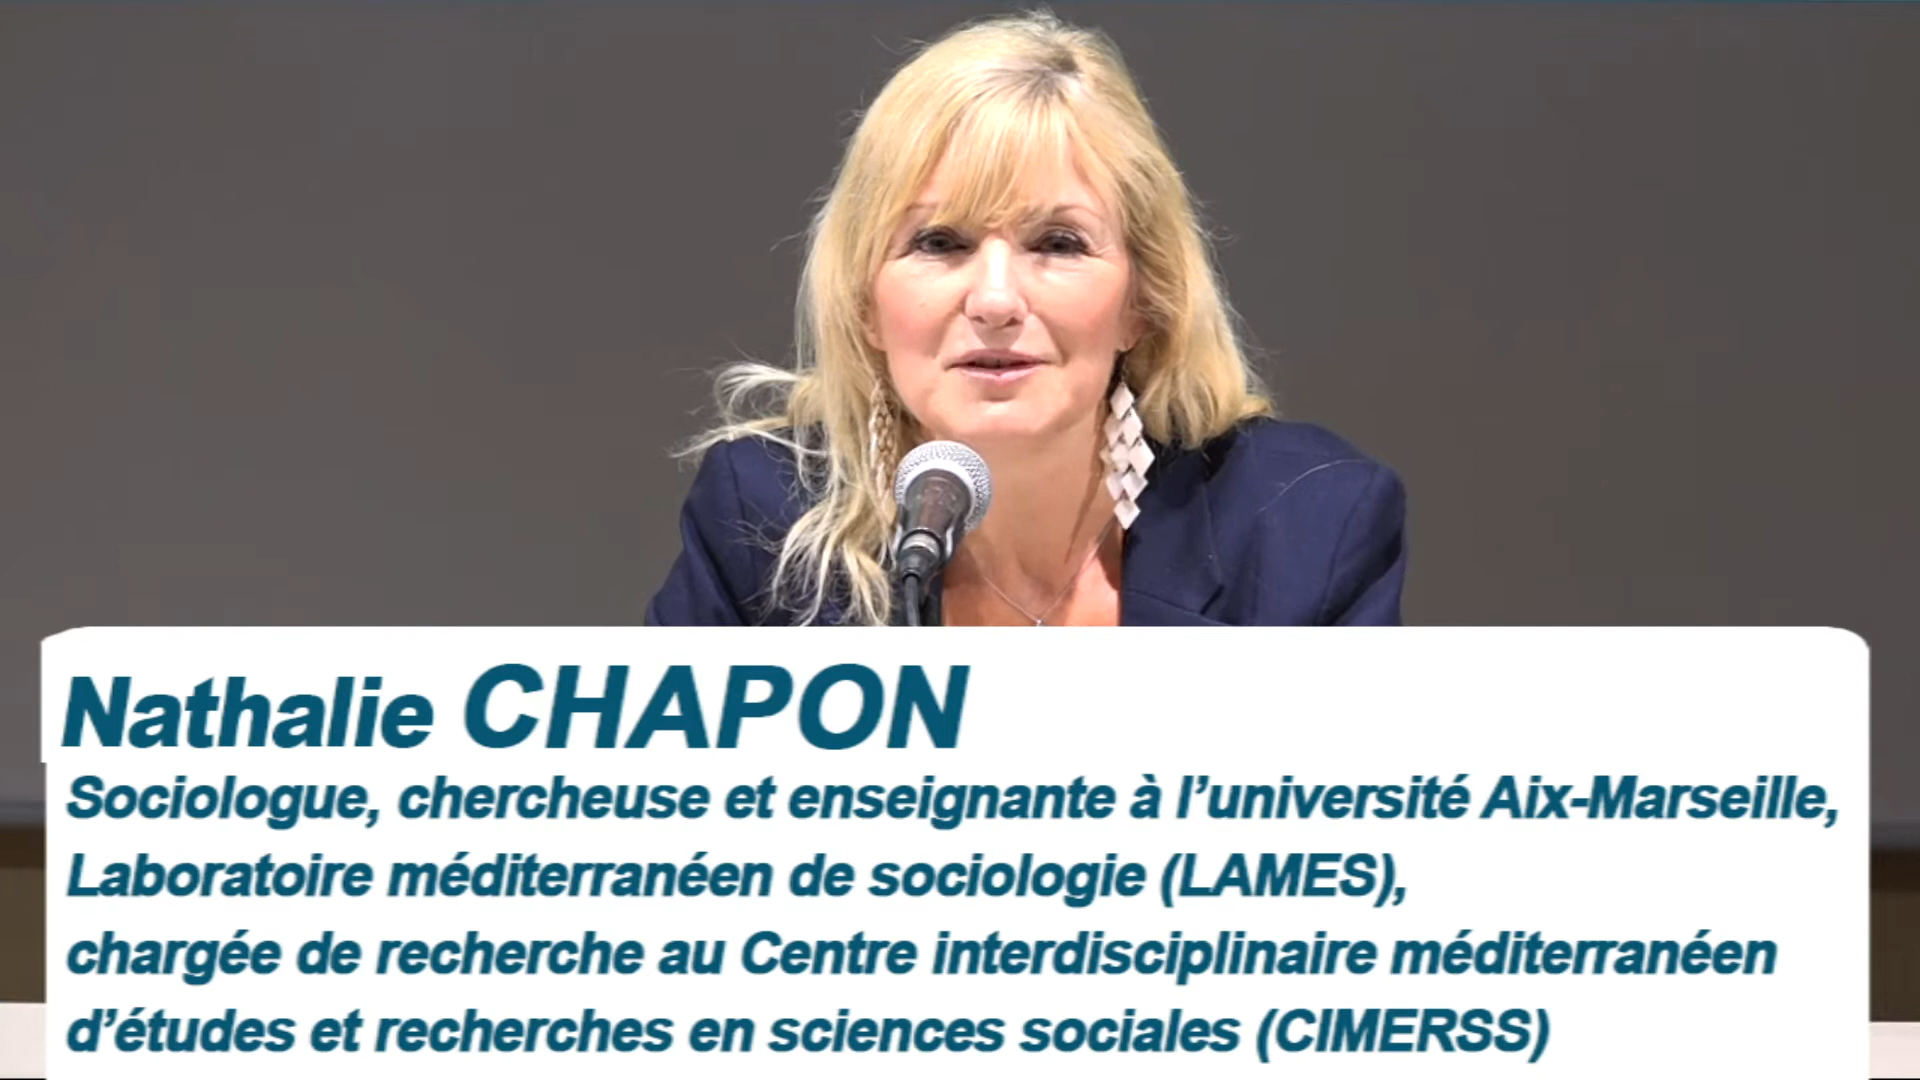 Nathalie CHAPON
Sociologue, chercheuse et enseignante à l’université Aix-Marseille,
Laboratoire méditerranéen de sociologie (LAMES),
chargée de recherche au Centre interdisciplinaire méditerranéen
d’études et recherches en sciences sociales (CIMERSS)